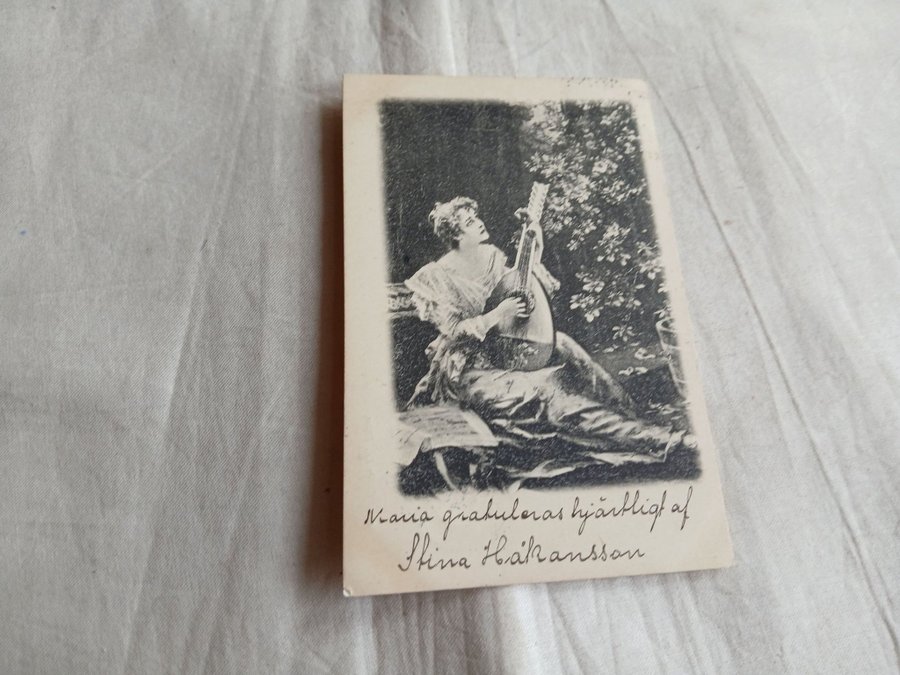 Maria gratuleras hjärtligt af
Stina Håkansson